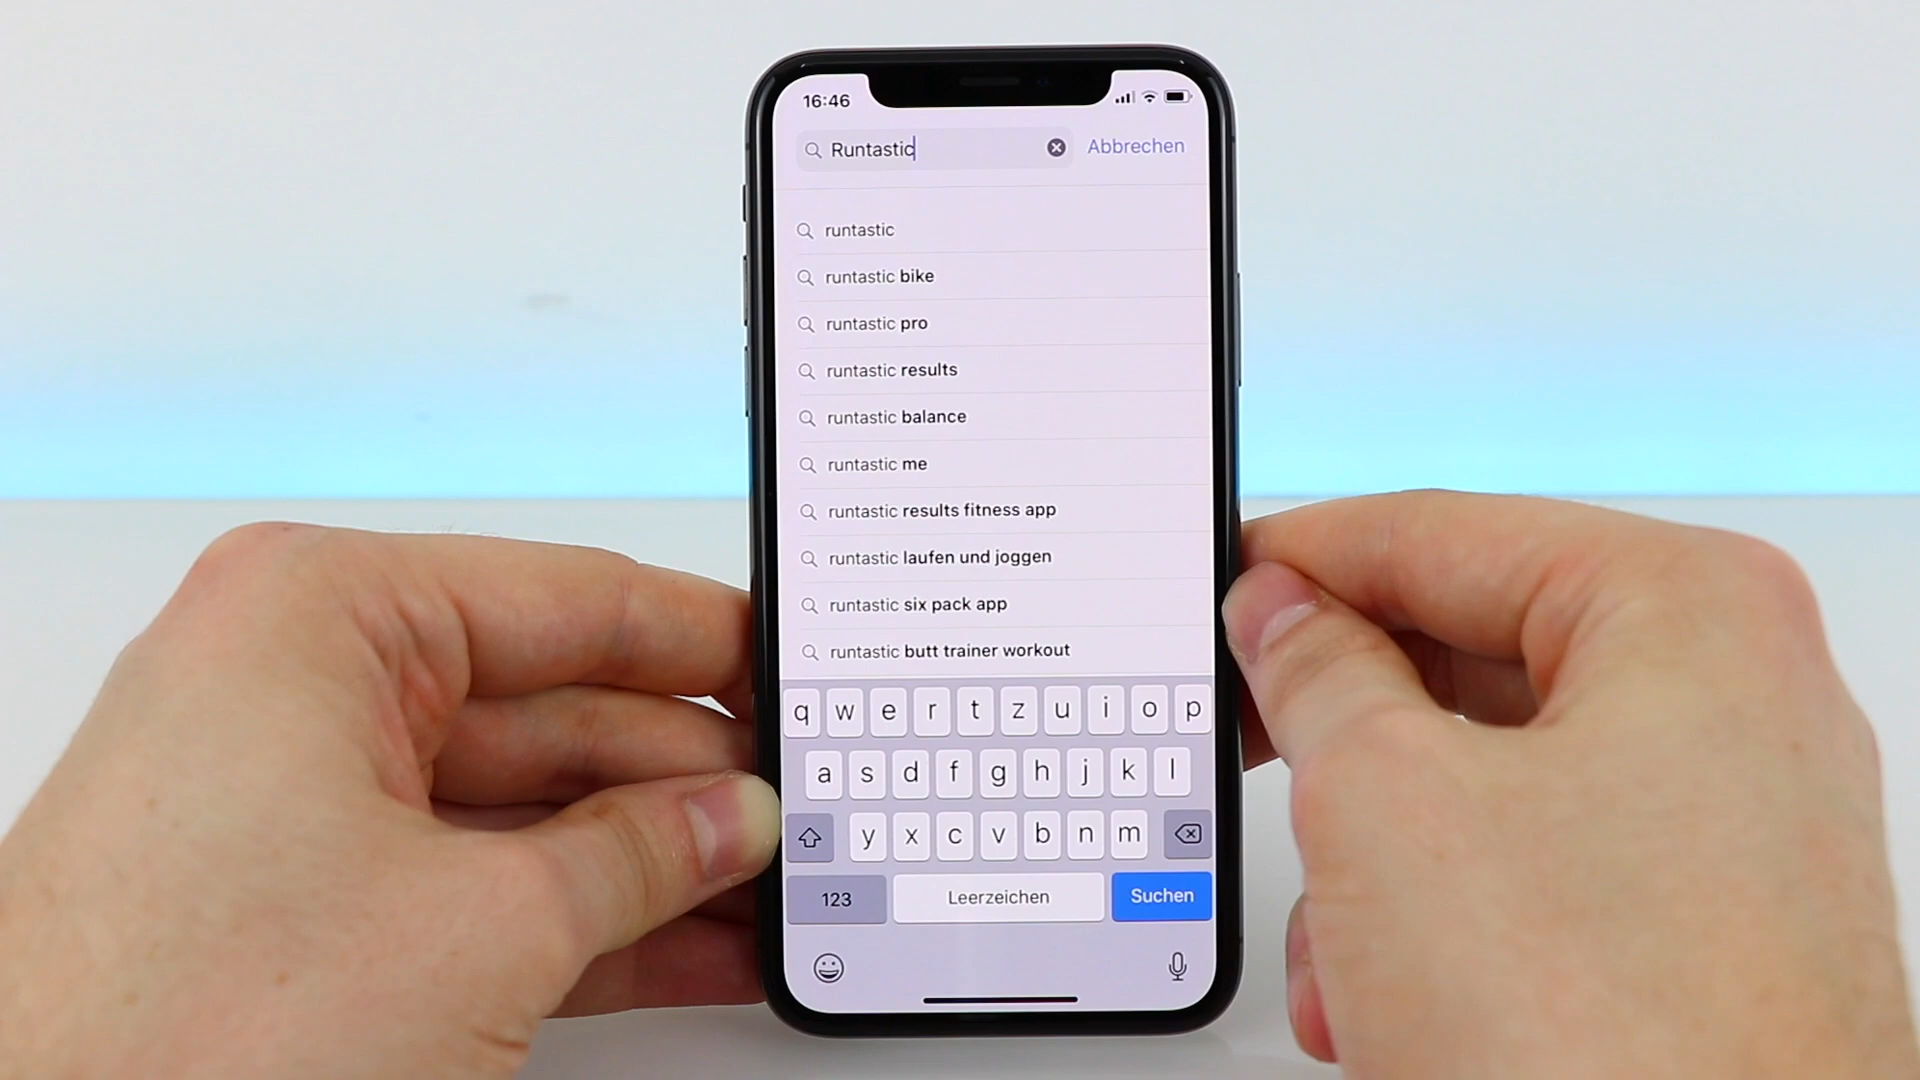 16:46
Runtastic Abbrechen
runtastic
runtastic bike
runtastic pro
runtastic results
runtastic balance
runtastic me
runtastic results fitness app
runtastic laufen und joggen
runtastic six pack app
runtastic butt trainer workout
q w e r t z u i o p
a s d f g h j k l
y x c v b n m
123 Leerzeichen Suchen